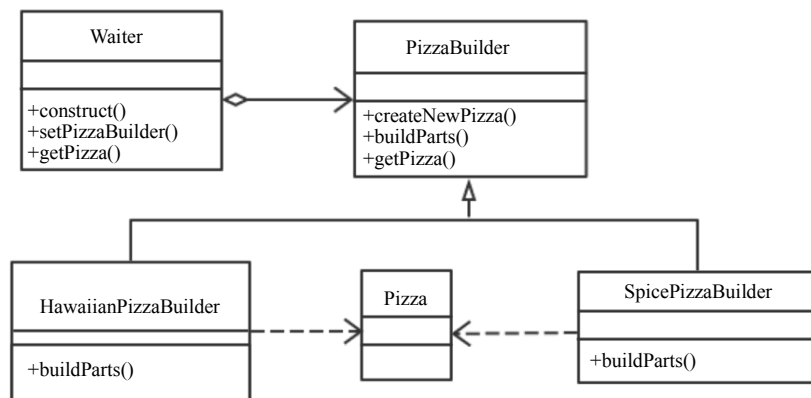 Waiter
+construct()
+setPizzaBuilder()
+getPizza()
PizzaBuilder
+createNewPizza()
+buildParts()
+getPizza()
HawaiianPizzaBuilder
+buildParts()
Pizza
SpicePizzaBuilder
+buildParts()